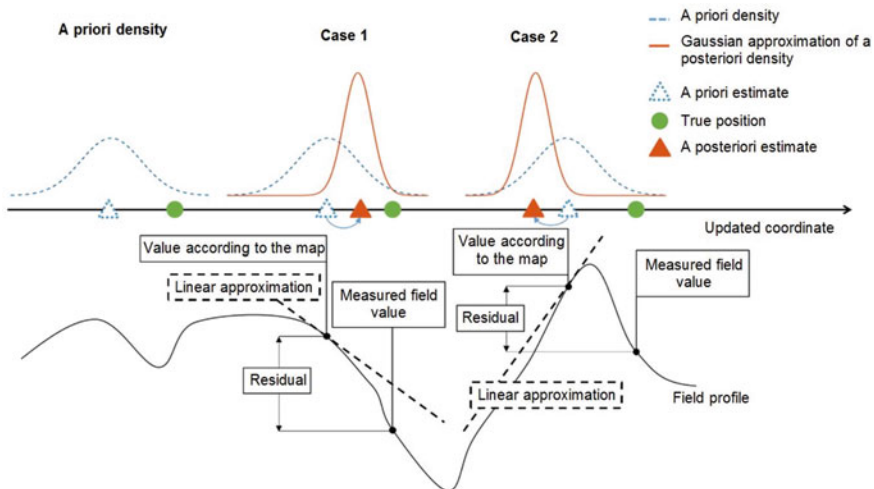 A priori density
Case 1
Case 2
A priori density
Gaussian approximation of a
posteriori density
A priori estimate
True position
A posteriori estimate
Updated coordinate
Value according to the map
Linear approximation
Measured field
value
Residual
Value according
to the map
Measured field
value
Residual
Linear approximation
Field profile